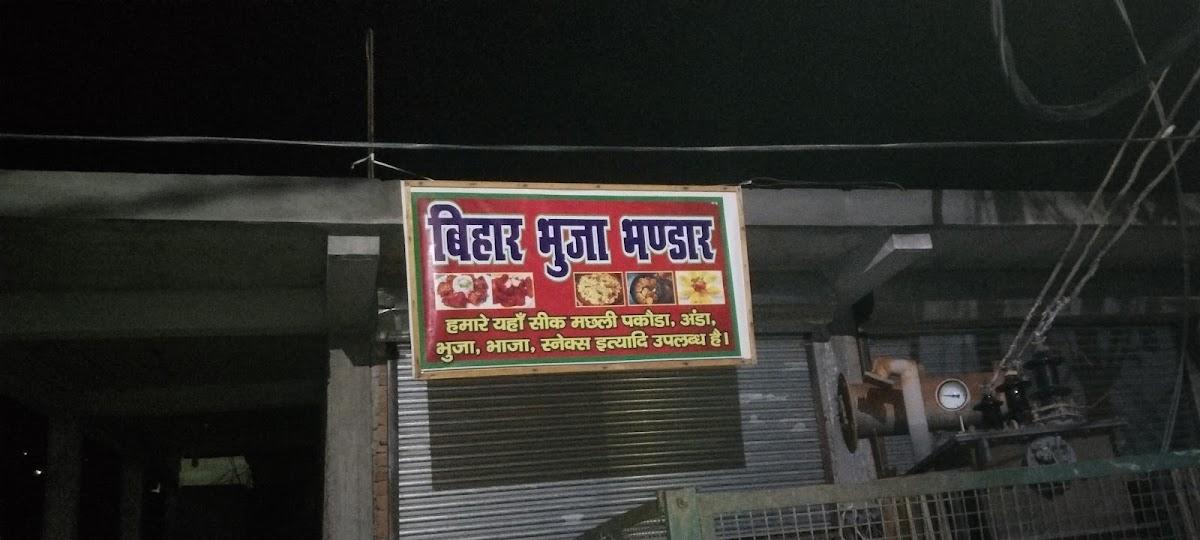 बिहार भुजा भण्डार
हमारे यहाँ सीक मछली पकौडा, अंडा,
भुजा, भाजा, स्नेक्स इत्यादि उपलब्ध है।